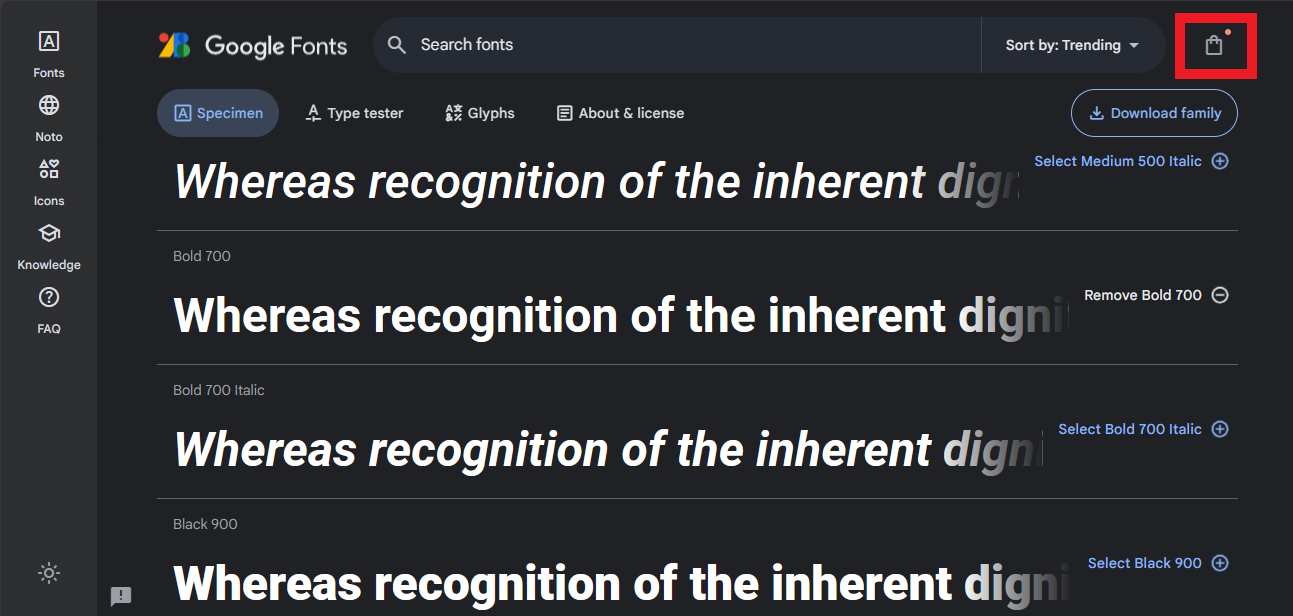 Fonts
Noto
Icons
Knowledge
FAQ
Google Fonts
Search fonts
Sort by: Trending
Specimen
Type tester
Glyphs
About & license
Download family
Whereas recognition of the inherent dign
Select Medium 500 Italic
Bold 700
Whereas recognition of the inherent digni
Remove Bold 700
Bold 700 Italic
Whereas recognition of the inherent digni
Select Bold 700 Italic
Black 900
Whereas recognition of the inherent digni
Select Black 900